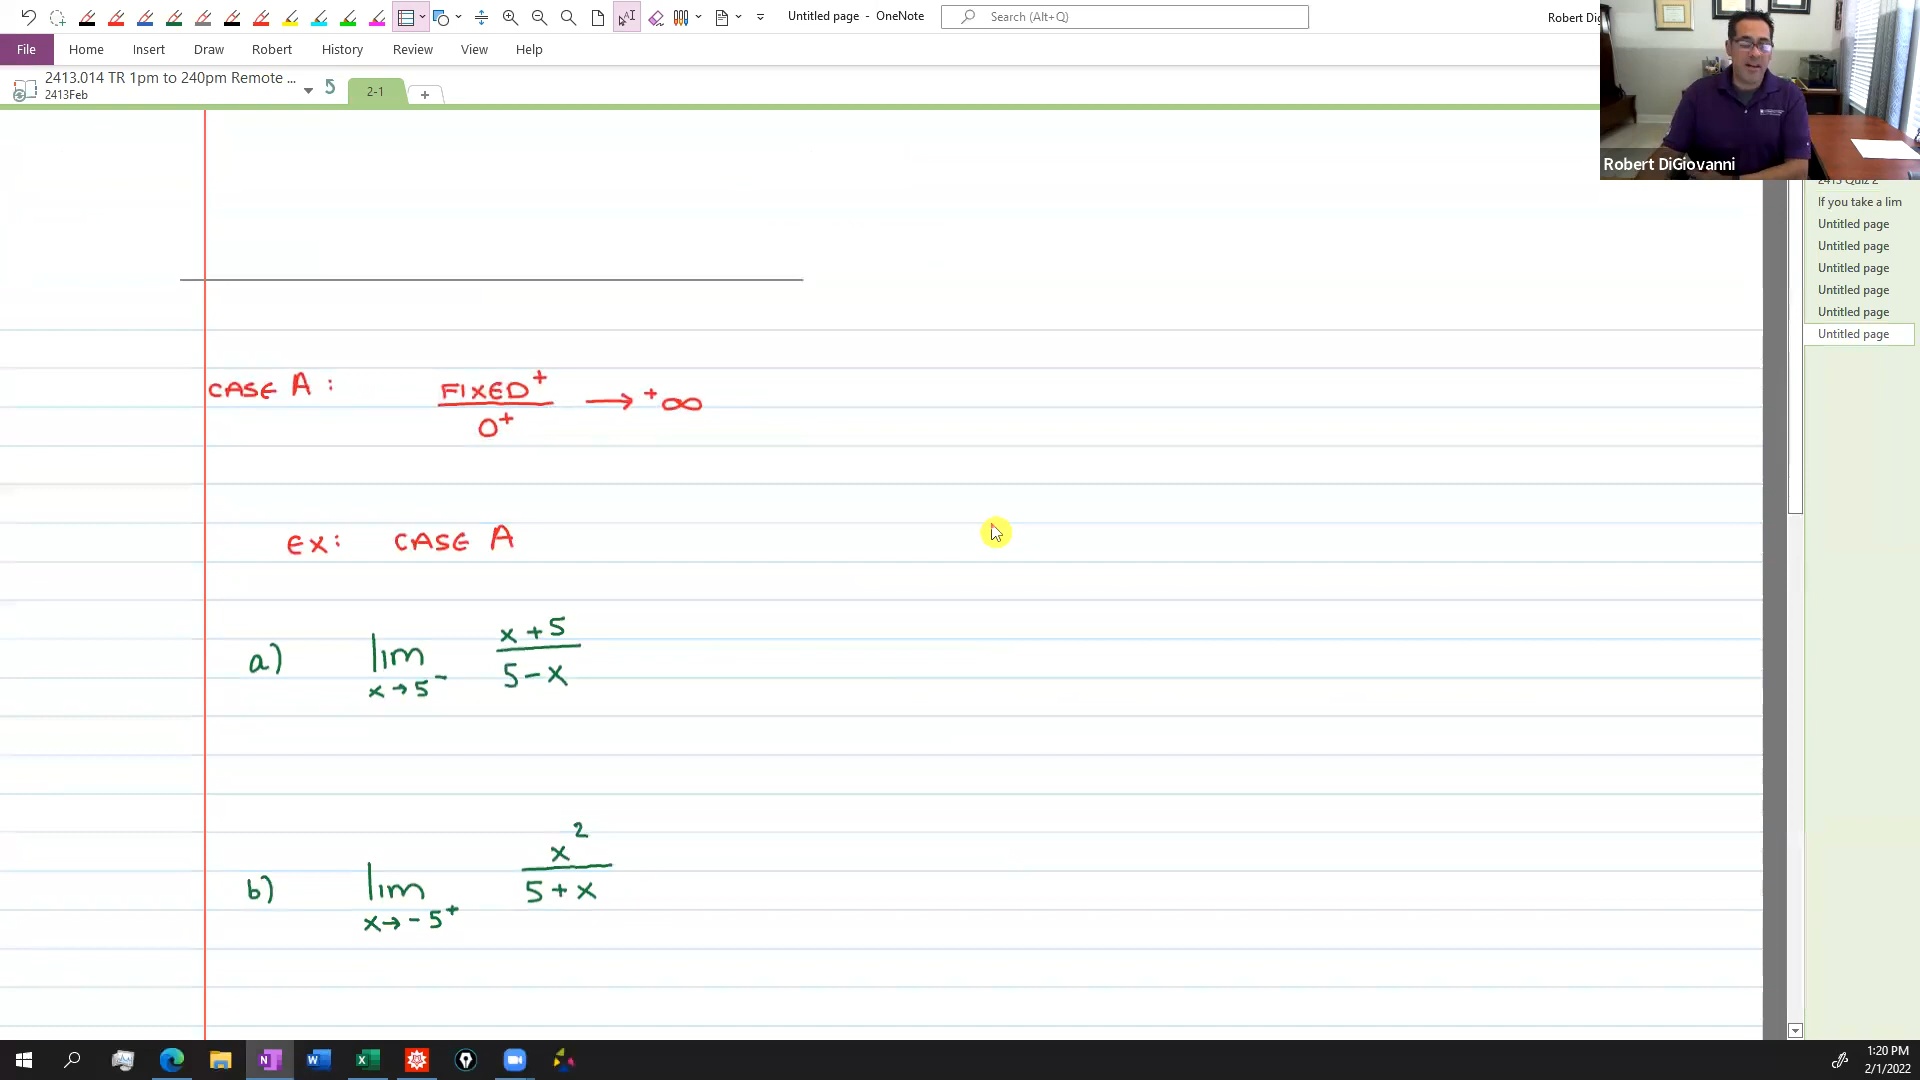 Untitled page - OneNote
Search (Alt+Q)
File Home Insert Draw Robert History Review View Help
2413.014 TR 1pm to 240pm Remote ...
2413Feb
2-1
Robert DiGiovanni
If you take a lim
Untitled page
Untitled page
Untitled page
Untitled page
Untitled page
Untitled page
CASE A : FIXED⁺ / 0⁺ → ⁺∞
EX: CASE A
a) lim x→5⁻ x+5 / 5-x
b) lim x→-5⁺ x² / 5+x
1:20 PM
2/1/2022